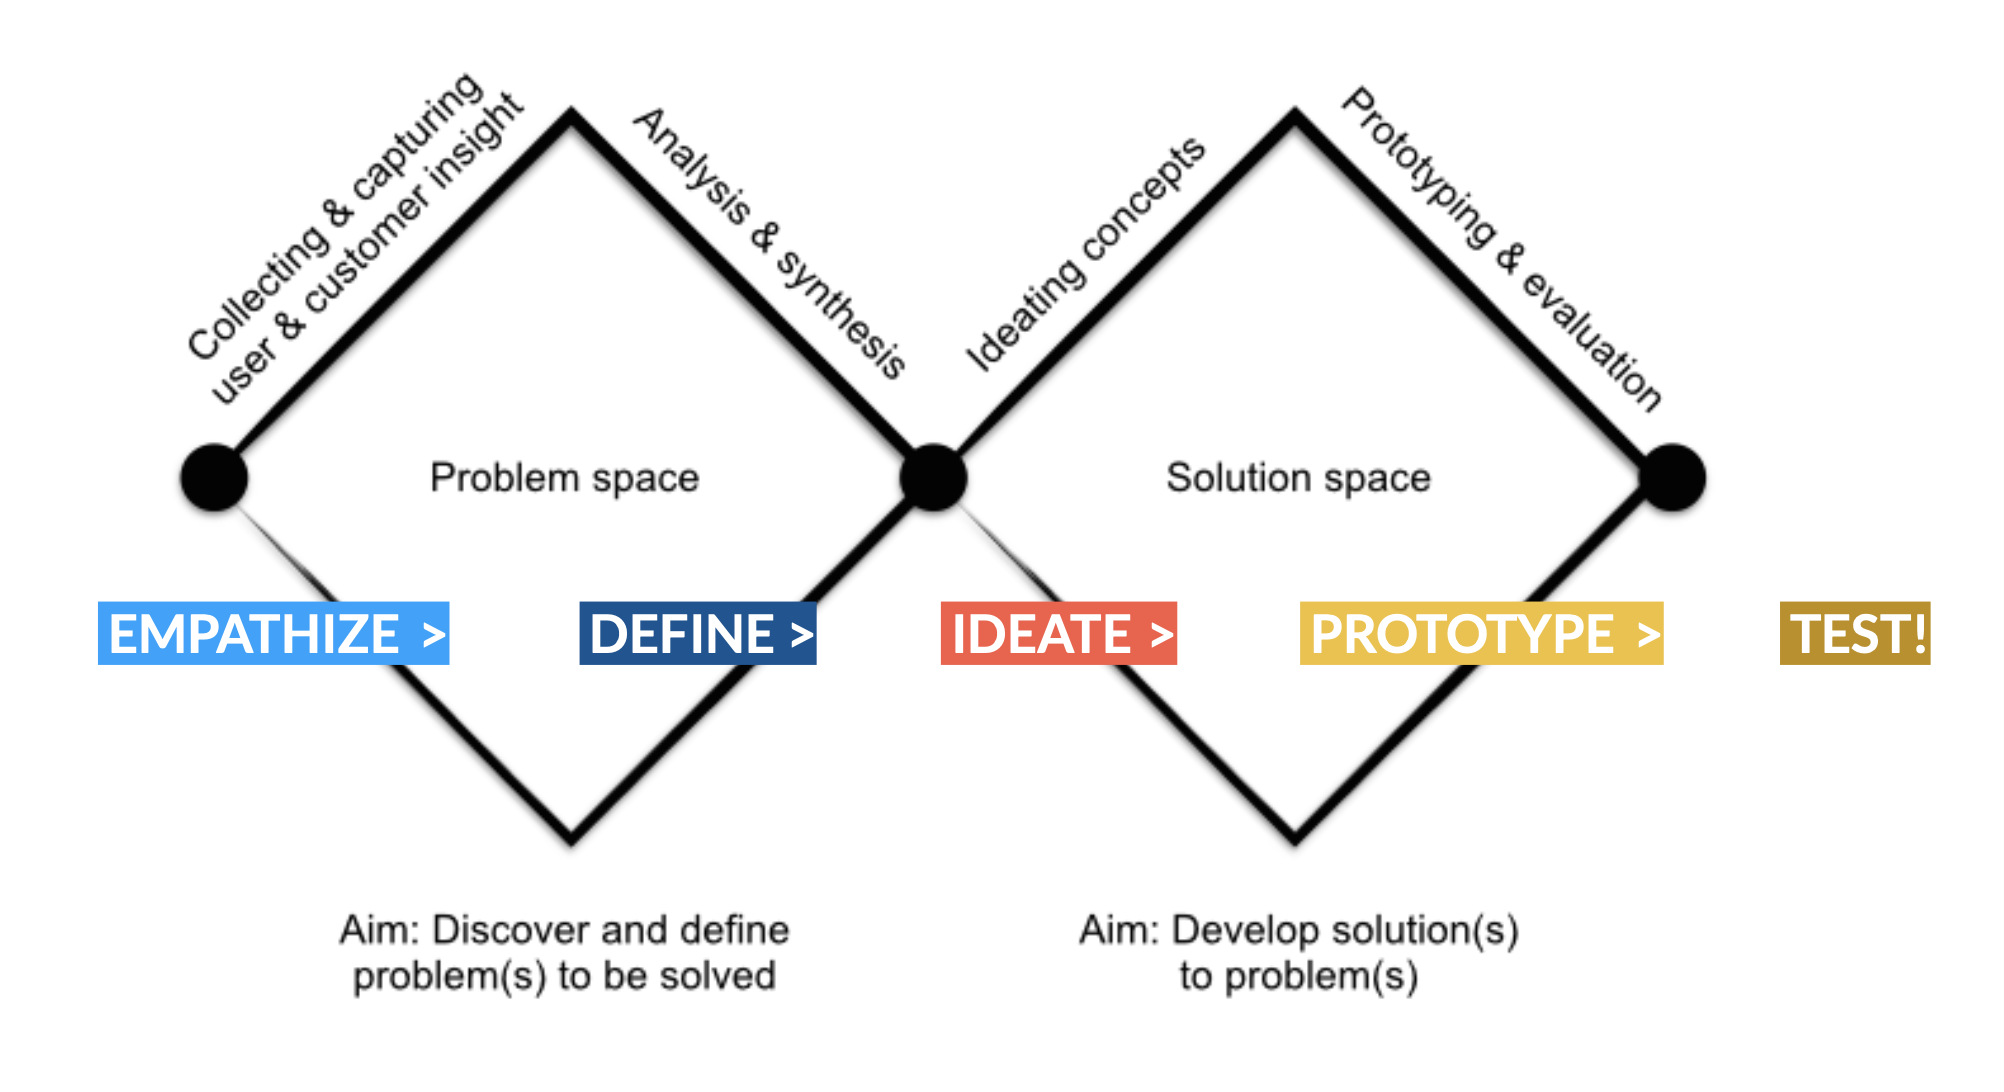 Collecting & capturing
user & customer insight
Analysis & synthesis
Ideating concepts
Prototyping & evaluation
Problem space
Solution space
EMPATHIZE >
DEFINE >
IDEATE >
PROTOTYPE >
TEST!
Aim: Discover and define
problem(s) to be solved
Aim: Develop solution(s)
to problem(s)